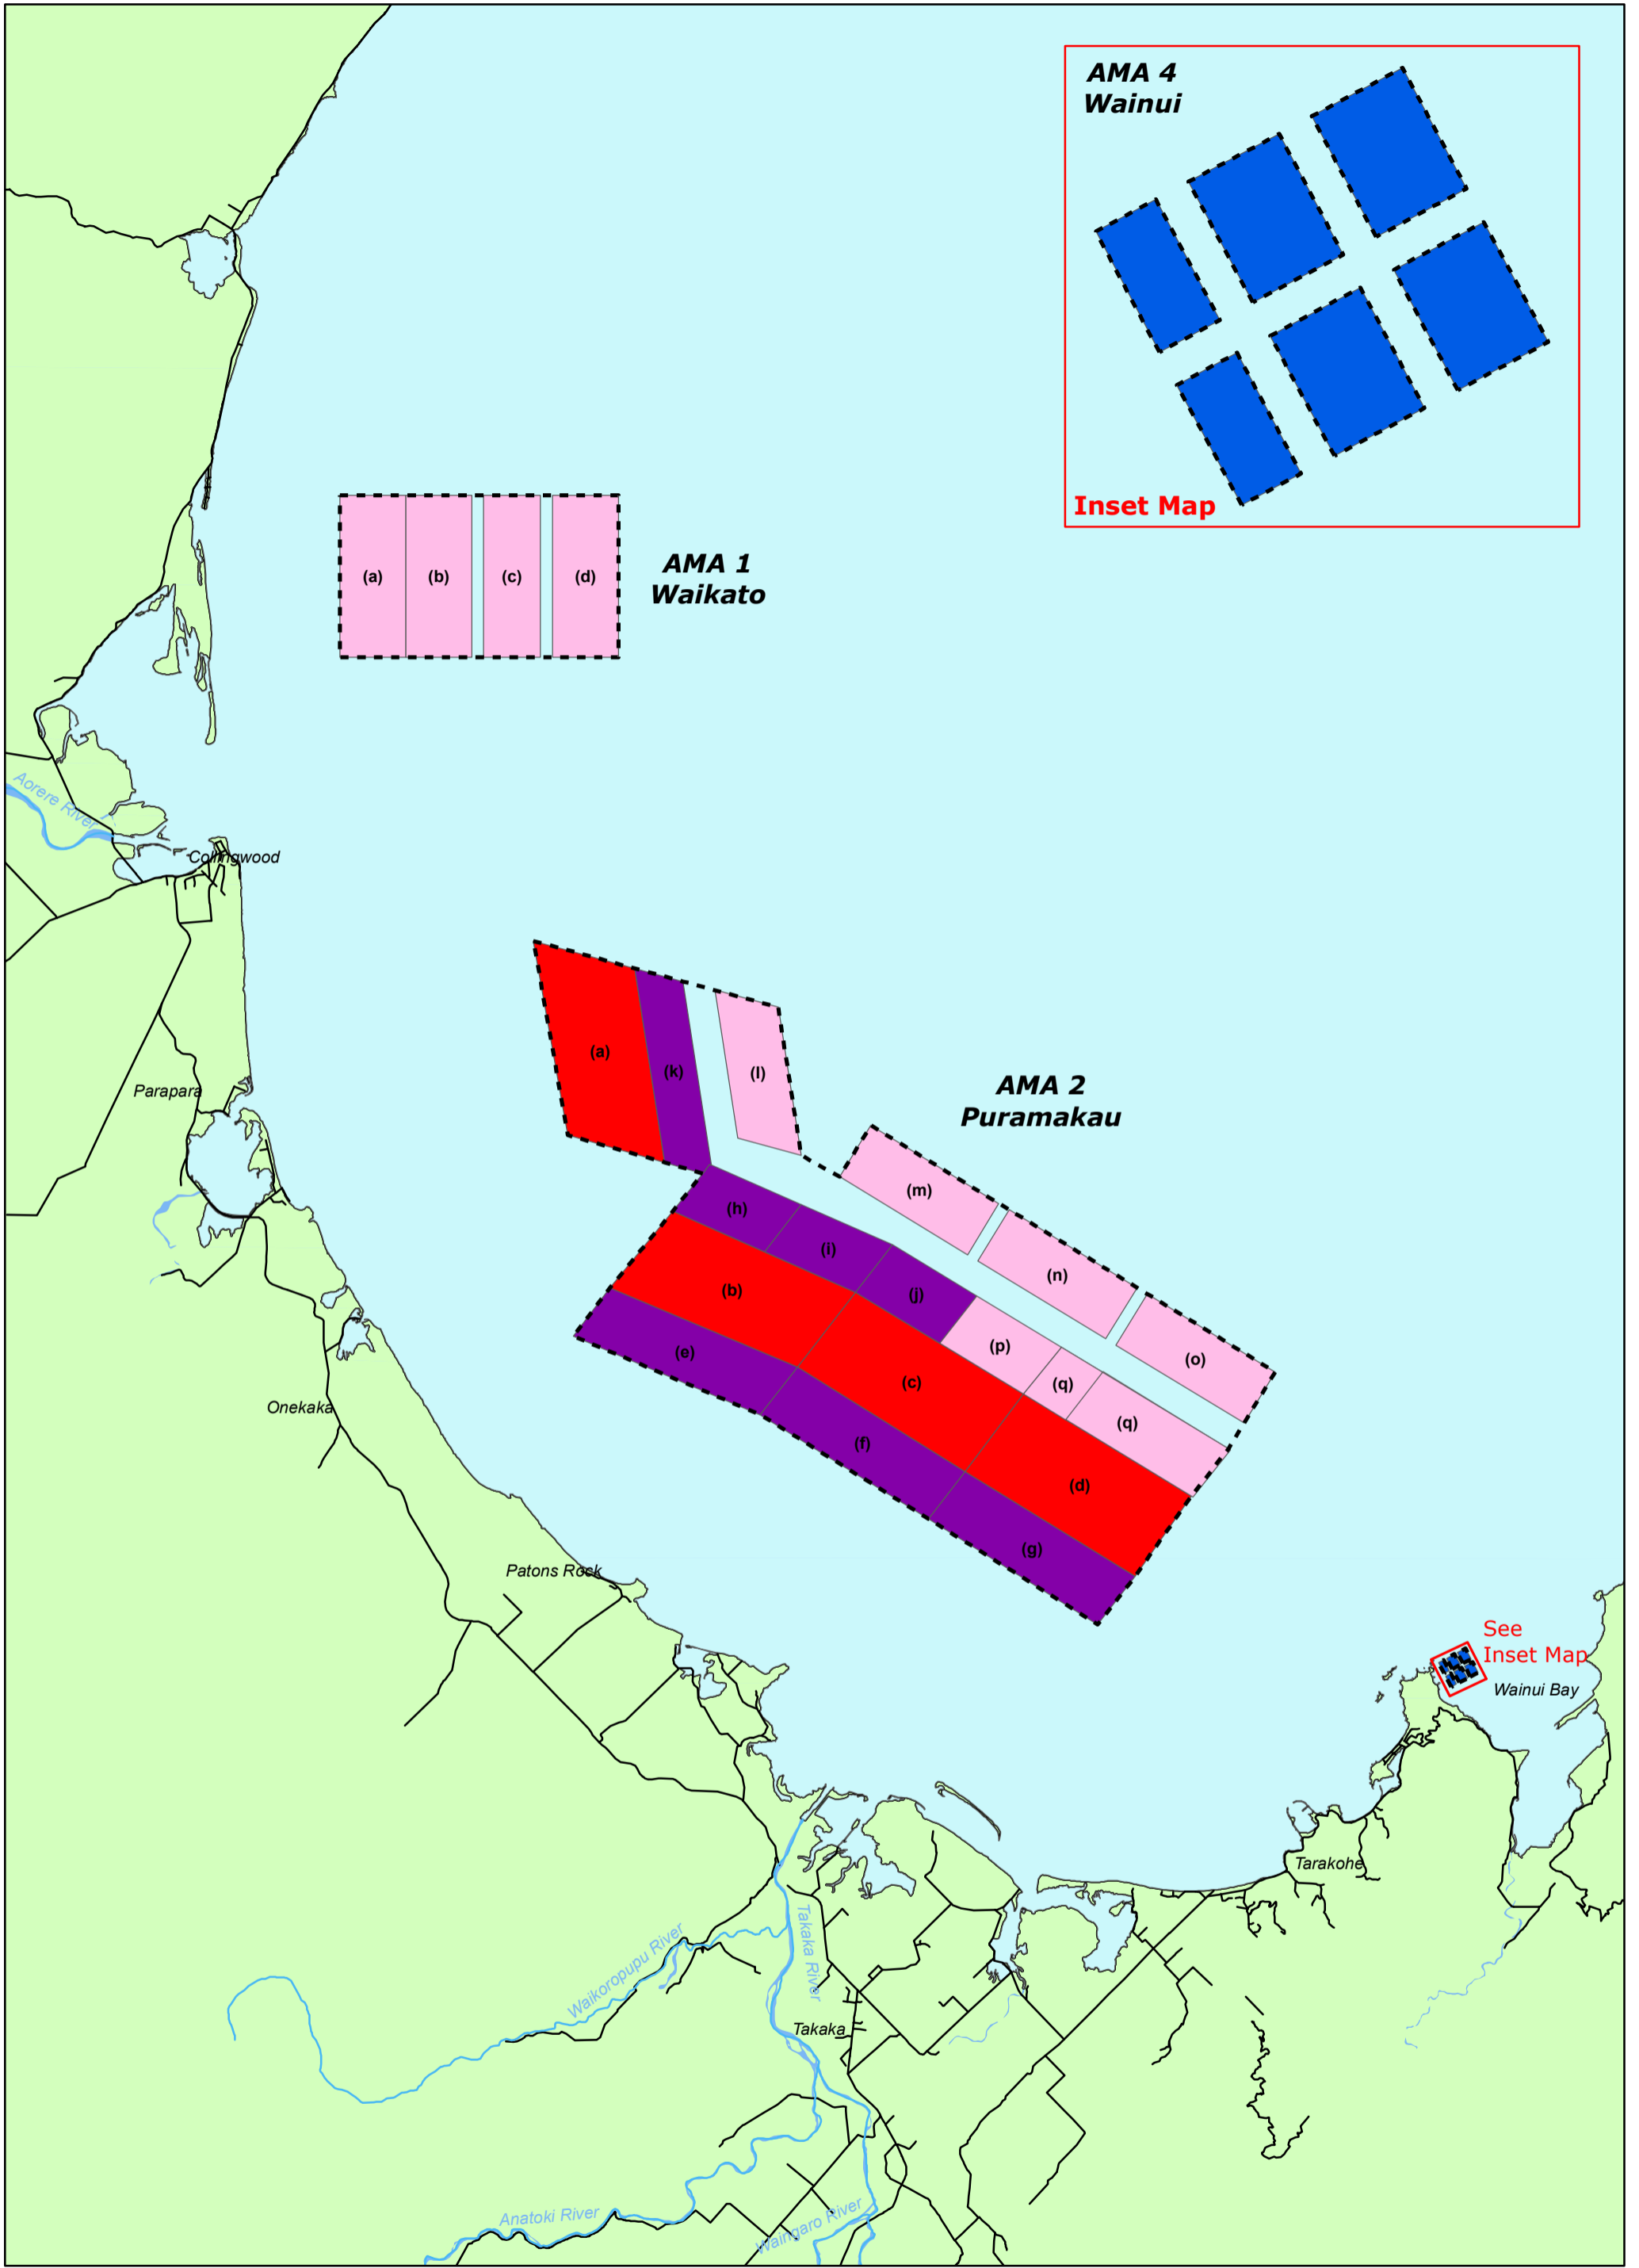 AMA 4
Wainui
Inset Map
(a)
(b)
(c)
(d)
AMA 1
Waikato
Aorere River
Collingwood
(a)
(k)
(l)
Parapara
AMA 2
Puramakau
(m)
(h)
(i)
(n)
(b)
(j)
(p)
(e)
(o)
(c)
(q)
(q)
Onekaka
(f)
(d)
(g)
Patons Rock
See
Inset Map
Wainui Bay
Tarakohe
Waikoropupu River
Takaka River
Takaka
Anatoki River
Waingaro River